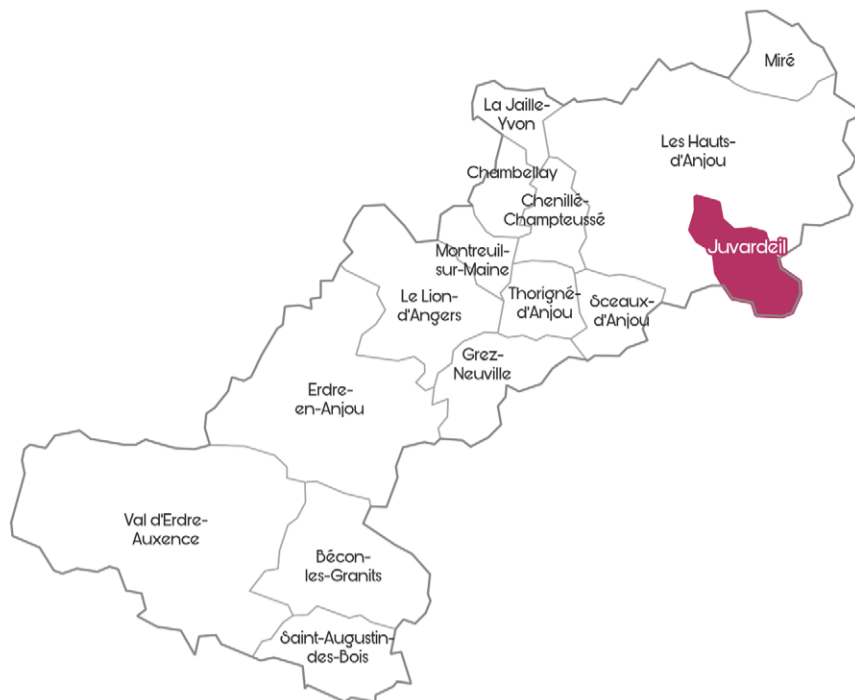 Miré
La Jaille-
Yvon
Les Hauts-
d'Anjou
Chambellay
Chenillé-
Champteussé
Juvardeil
Montreuil-
sur-Maine
Le Lion-
d'Angers
Thorigné-
d'Anjou
Sceaux-
d'Anjou
Grez-
Neuville
Erdre-
en-Anjou
Val d'Erdre-
Auxence
Bécon-
les-Granits
Saint-Augustin-
des-Bois